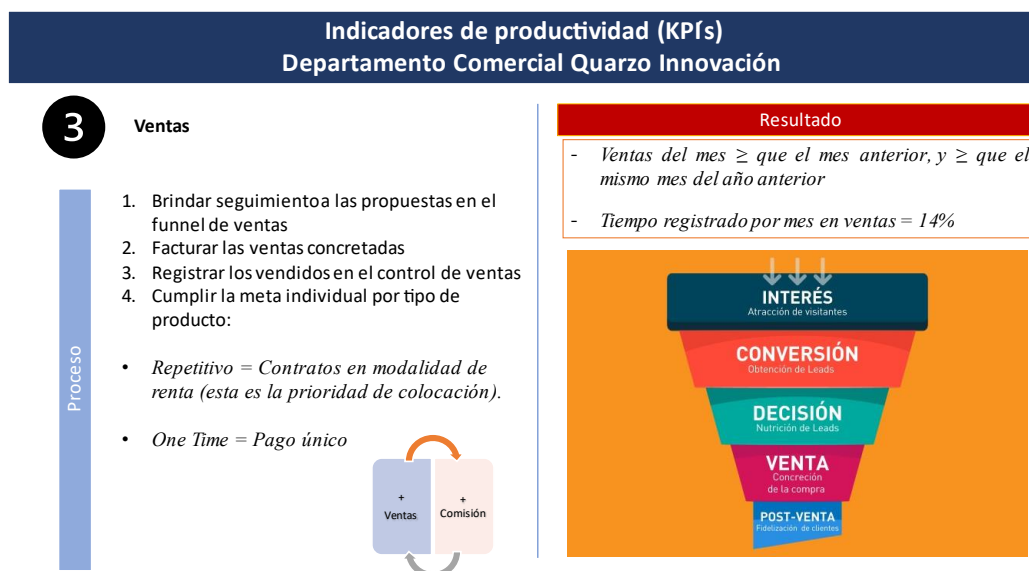 Indicadores de productividad (KPI´s)
Departamento Comercial Quarzo Innovación
3
Ventas
Proceso
1. Brindar seguimiento a las propuestas en el
funnel de ventas
2. Facturar las ventas concretadas
3. Registrar los vendidos en el control de ventas
4. Cumplir la meta individual por tipo de
producto:
• Repetitivo = Contratos en modalidad de
renta (esta es la prioridad de colocación).
• One Time = Pago único
+
Ventas
+
Comisión
Resultado
- Ventas del mes ≥ que el mes anterior, y ≥ que el
mismo mes del año anterior
- Tiempo registrado por mes en ventas = 14%
INTERÉS
Atracción de visitantes
CONVERSIÓN
Obtención de Leads
DECISIÓN
Nutrición de Leads
VENTA
Concreción
de la compra
POST-VENTA
Fidelización de clientes